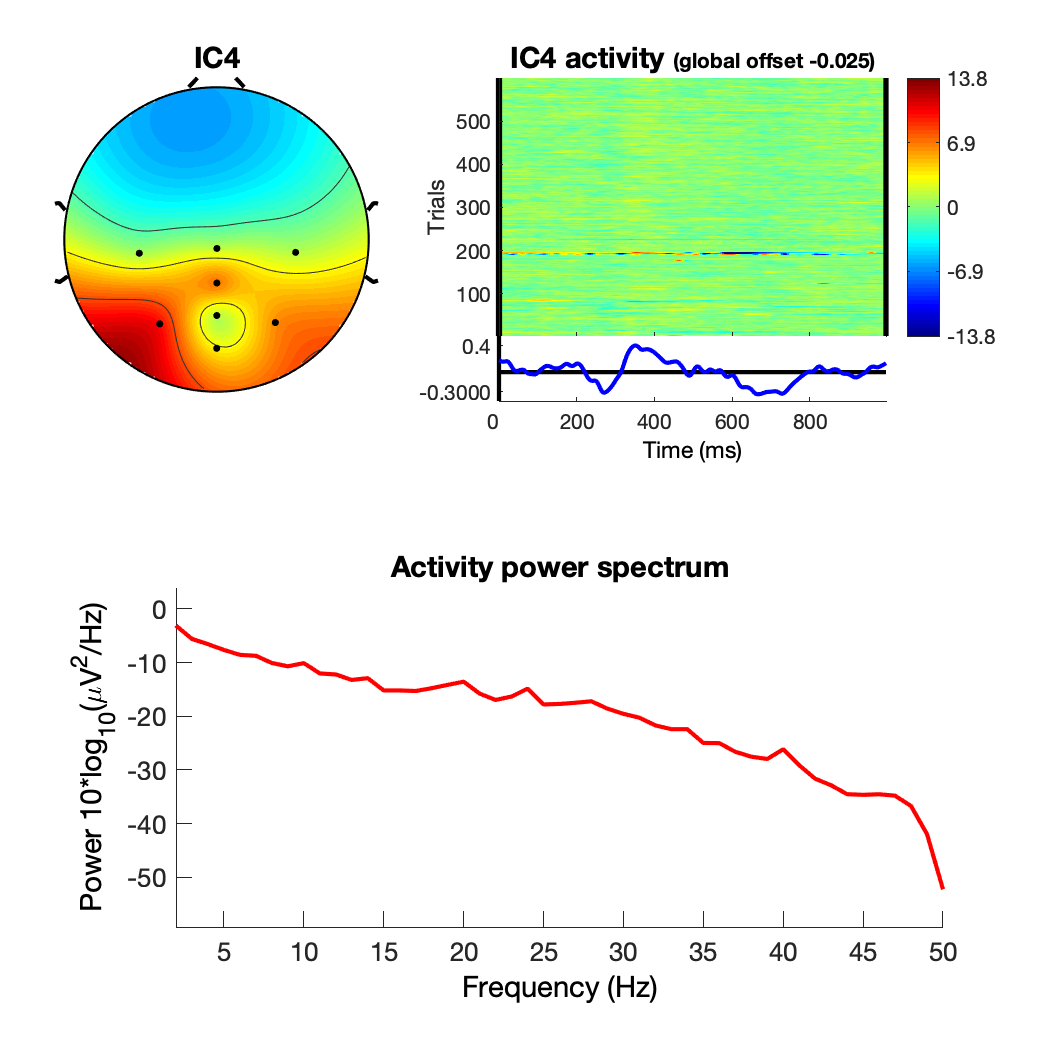 IC4
IC4 activity (global offset -0.025)
13.8
6.9
0
-6.9
-13.8
Trials
500
400
300
200
100
0.4
-0.3000
0 200 400 600 800
Time (ms)
Activity power spectrum
Power 10*log10(μV2/Hz)
0
-10
-20
-30
-40
-50
5 10 15 20 25 30 35 40 45 50
Frequency (Hz)